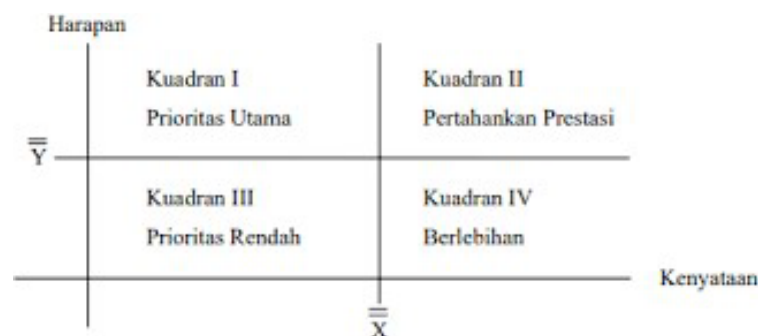 Harapan
Kuadran I
Prioritas Utama
Kuadran II
Pertahankan Prestasi
Y̿
Kuadran III
Prioritas Rendah
Kuadran IV
Berlebihan
Kenyataan
X̿